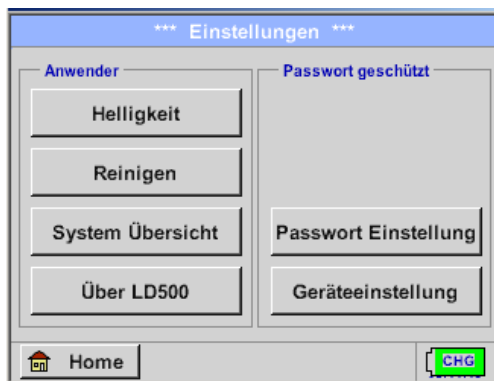 *** Einstellungen ***
Anwender
Helligkeit
Reinigen
System Übersicht
Über LD500
Passwort geschützt
Passwort Einstellung
Geräteeinstellung
Home
CHG